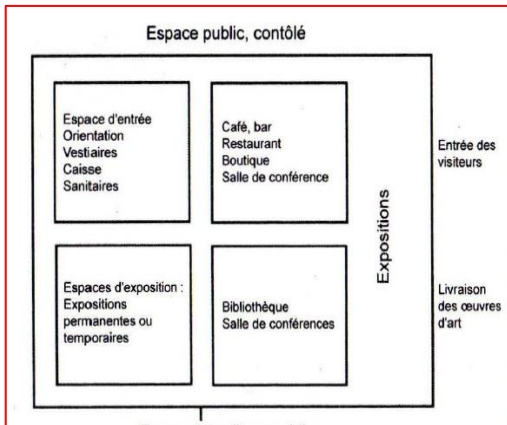 Espace public, contôlé
Espace d'entrée
Orientation
Vestiaires
Caisse
Sanitaires
Café, bar
Restaurant
Boutique
Salle de conférence
Entrée des
visiteurs
Expositions
Espaces d'exposition :
Expositions
permanentes ou
temporaires
Bibliothèque
Salle de conférences
Livraison
des œuvres
d'art